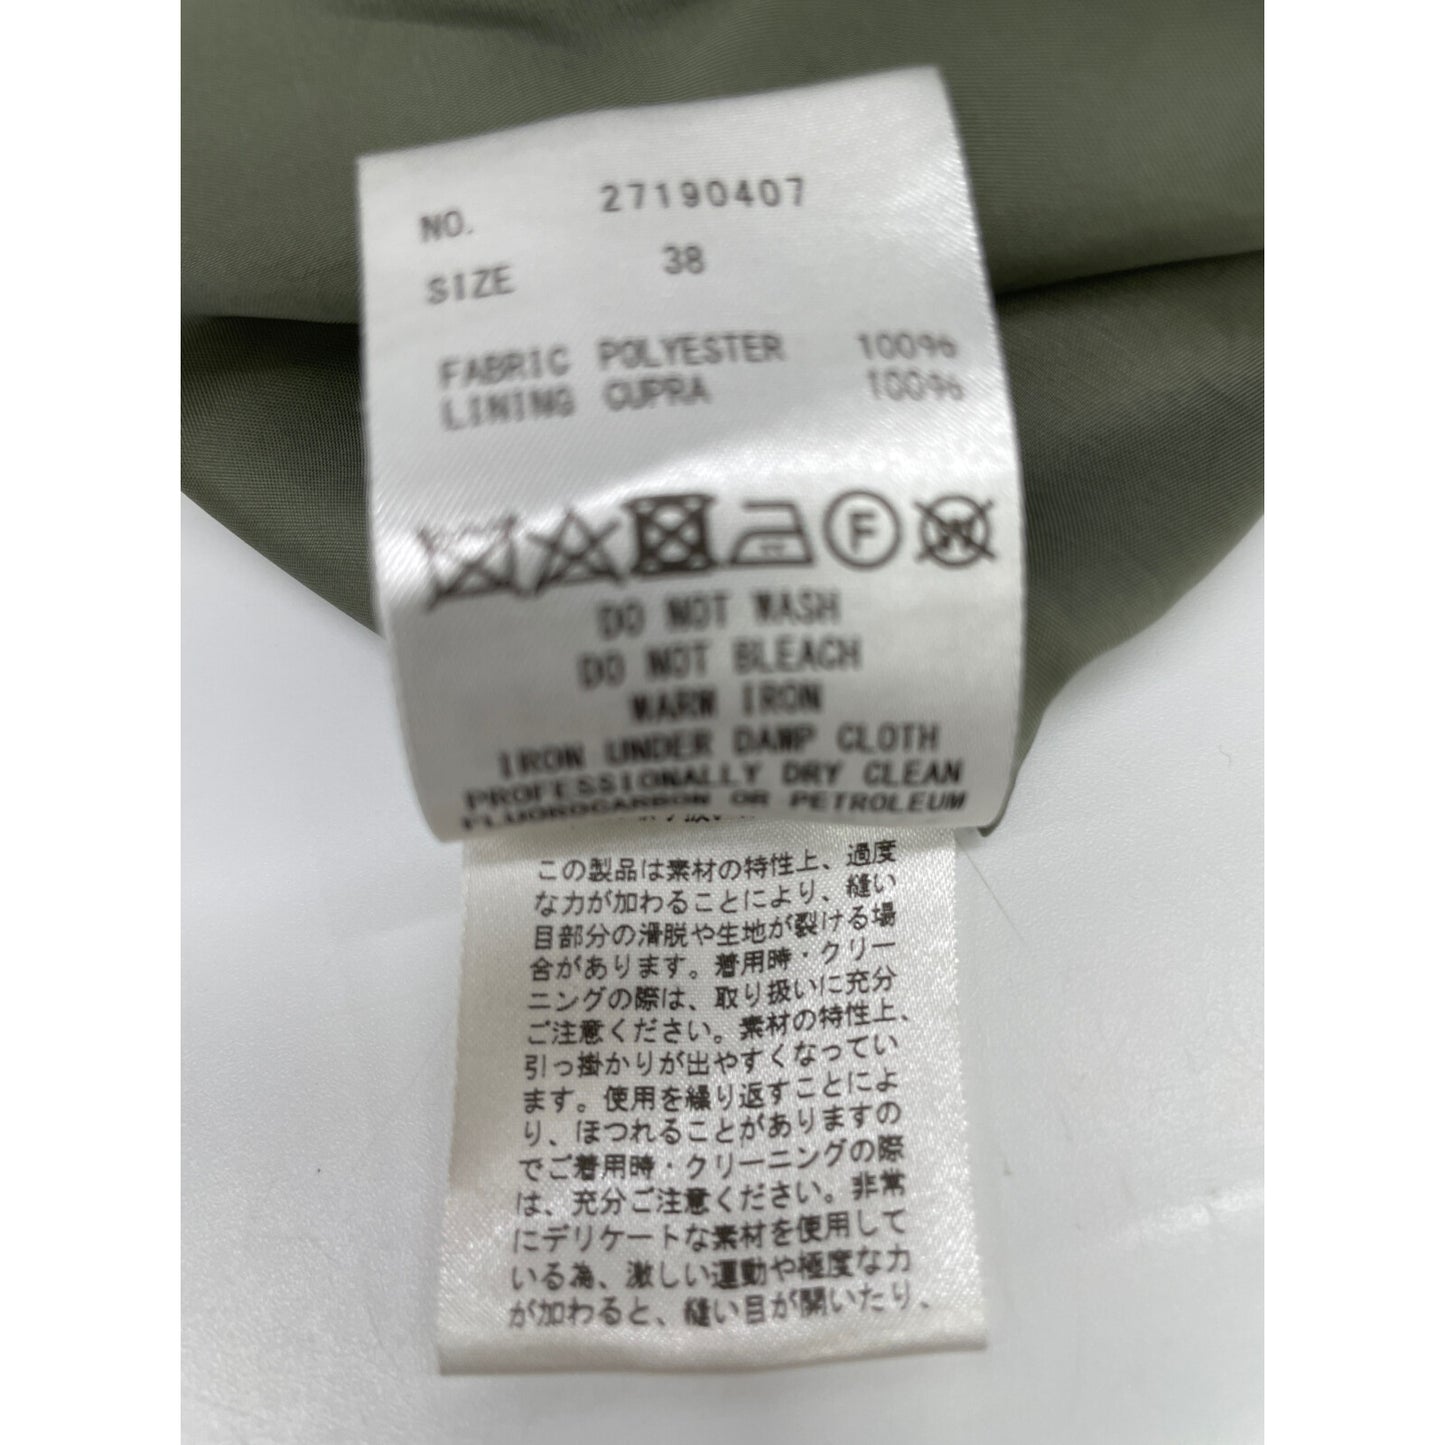 NO. 27190407
SIZE 38
FABRIC POLYESTER 100%
LINING CUPRA 100%
F W
DO NOT WASH
DO NOT BLEACH
WARM IRON
IRON UNDER DAMP CLOTH
PROFESSIONALLY DRY CLEAN
FLUOROCARBON OR PETROLEUM
この製品は素材の特性上、過度
な力が加わることにより、縫い
目部分の滑脱や生地が裂ける場
合があります。着用時・クリー
ニングの際は、取り扱いに充分
ご注意ください。素材の特性上、
引っ掛かりが出やすくなってい
ます。使用を繰り返すことによ
り、ほつれることがありますの
でご着用時・クリーニングの際
は、充分ご注意ください。非常
にデリケートな素材を使用して
いる為、激しい運動や極度な力
が加わると、縫い目が開いたり、